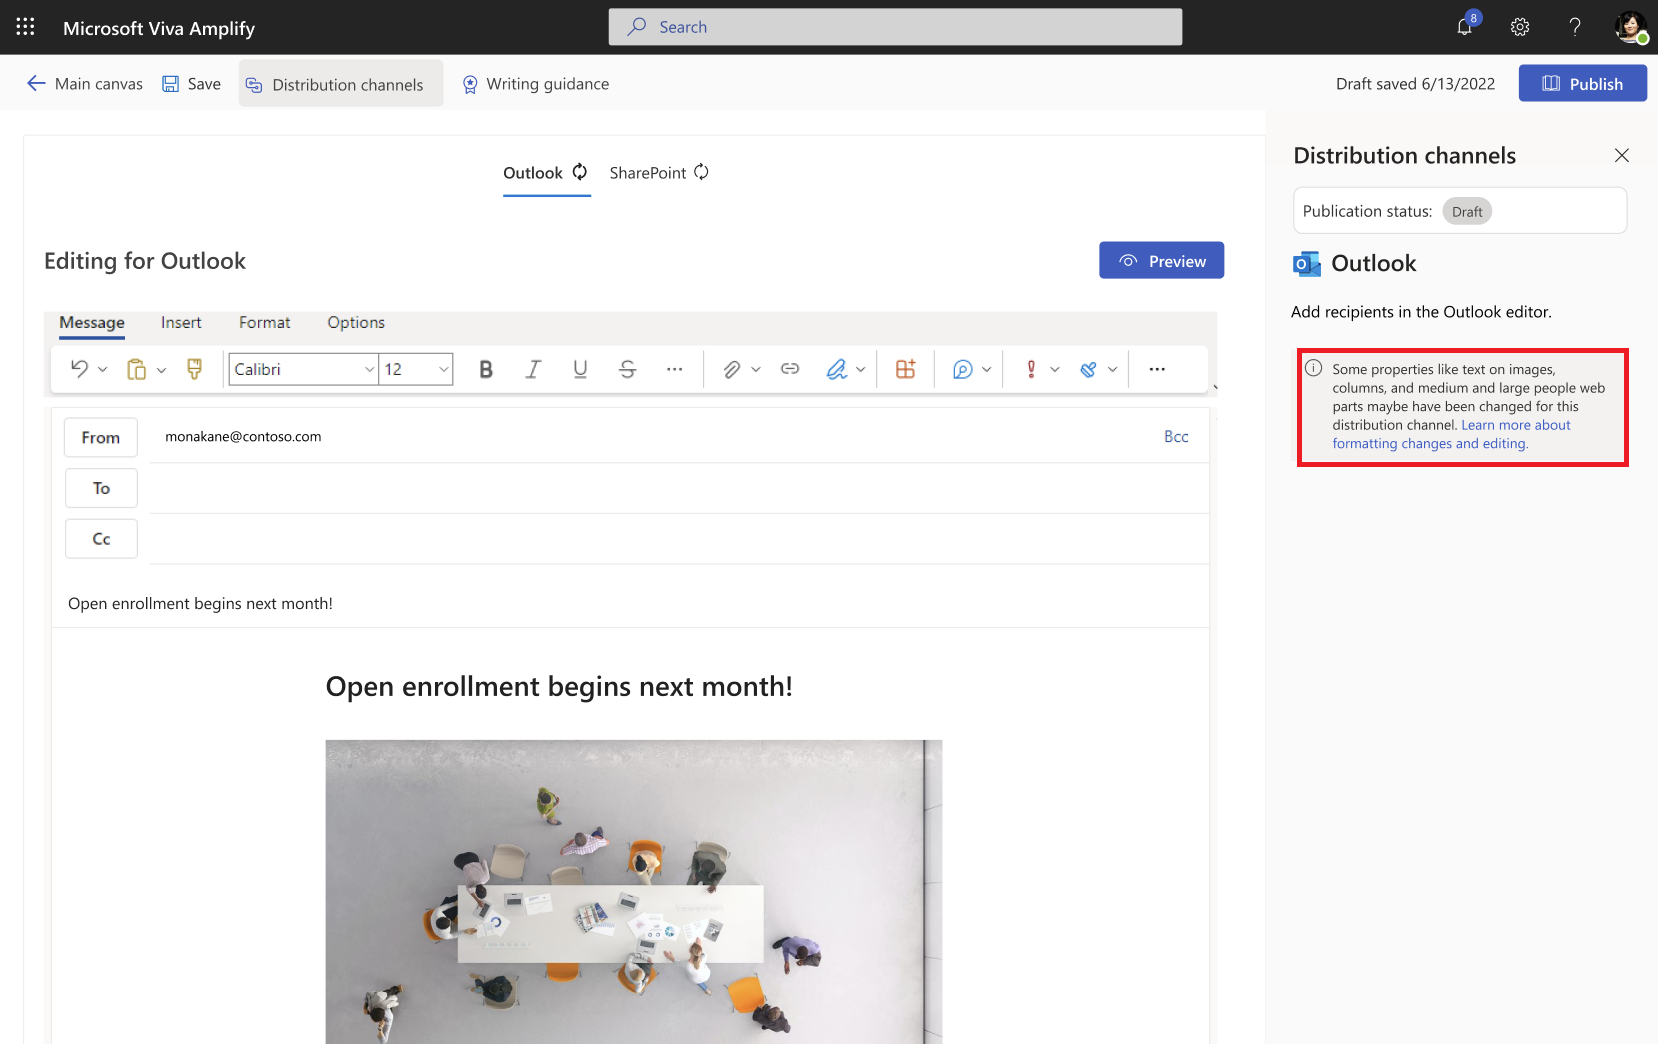 Microsoft Viva Amplify
Search
8
Main canvas
Save
Distribution channels
Writing guidance
Draft saved 6/13/2022
Publish
Outlook
SharePoint
Editing for Outlook
Preview
Message
Insert
Format
Options
Calibri
12
From
monakane@contoso.com
Bcc
To
Cc
Open enrollment begins next month!
Open enrollment begins next month!
Distribution channels
Publication status:
Draft
Outlook
Add recipients in the Outlook editor.
Some properties like text on images,
columns, and medium and large people web
parts maybe have been changed for this
distribution channel. Learn more about
formatting changes and editing.